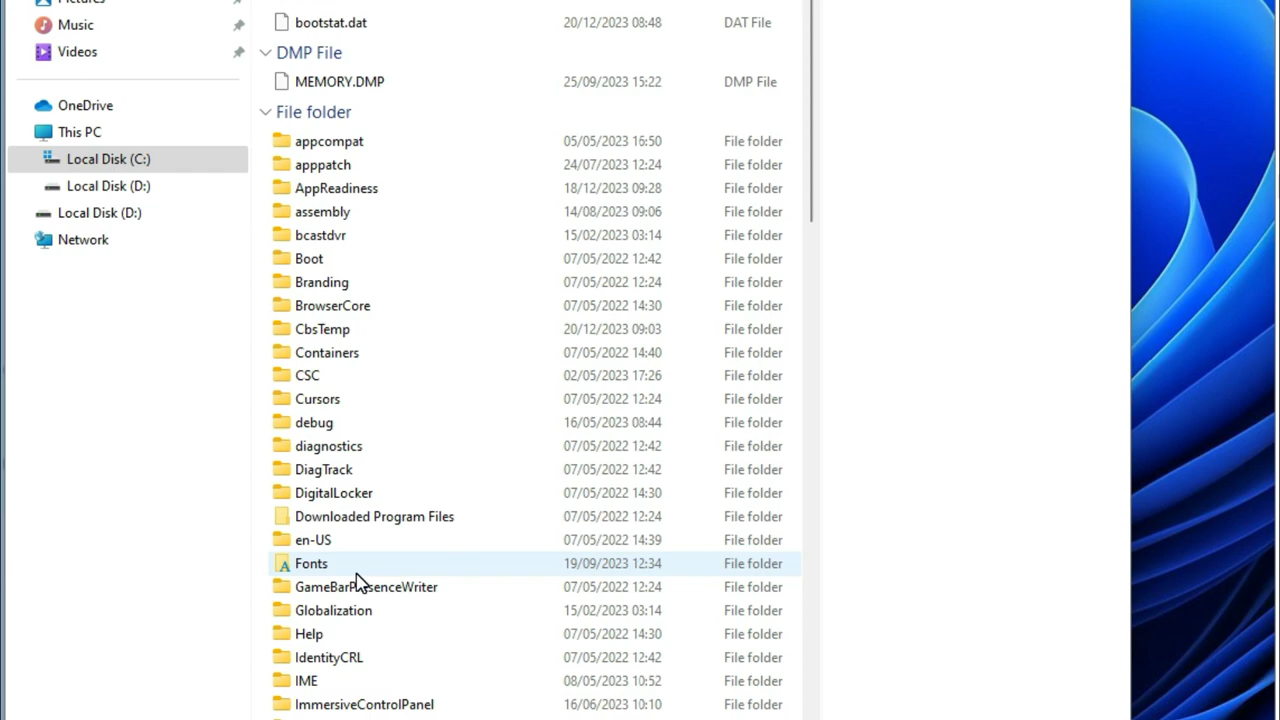 Pictures
Music
Videos
OneDrive
This PC
Local Disk (C:)
Local Disk (D:)
Local Disk (D:)
Network
bootstat.dat 20/12/2023 08:48 DAT File
DMP File
MEMORY.DMP 25/09/2023 15:22 DMP File
File folder
appcompat 05/05/2023 16:50 File folder
apppatch 24/07/2023 12:24 File folder
AppReadiness 18/12/2023 09:28 File folder
assembly 14/08/2023 09:06 File folder
bcastdvr 15/02/2023 03:14 File folder
Boot 07/05/2022 12:42 File folder
Branding 07/05/2022 12:24 File folder
BrowserCore 07/05/2022 14:30 File folder
CbsTemp 20/12/2023 09:03 File folder
Containers 07/05/2022 14:40 File folder
CSC 02/05/2023 17:26 File folder
Cursors 07/05/2022 12:24 File folder
debug 16/05/2023 08:44 File folder
diagnostics 07/05/2022 12:42 File folder
DiagTrack 07/05/2022 12:42 File folder
DigitalLocker 07/05/2022 14:30 File folder
Downloaded Program Files 07/05/2022 12:24 File folder
en-US 07/05/2022 14:39 File folder
Fonts 19/09/2023 12:34 File folder
GameBarPresenceWriter 07/05/2022 12:24 File folder
Globalization 15/02/2023 03:14 File folder
Help 07/05/2022 14:30 File folder
IdentityCRL 07/05/2022 12:42 File folder
IME 08/05/2023 10:52 File folder
ImmersiveControlPanel 16/06/2023 10:10 File folder